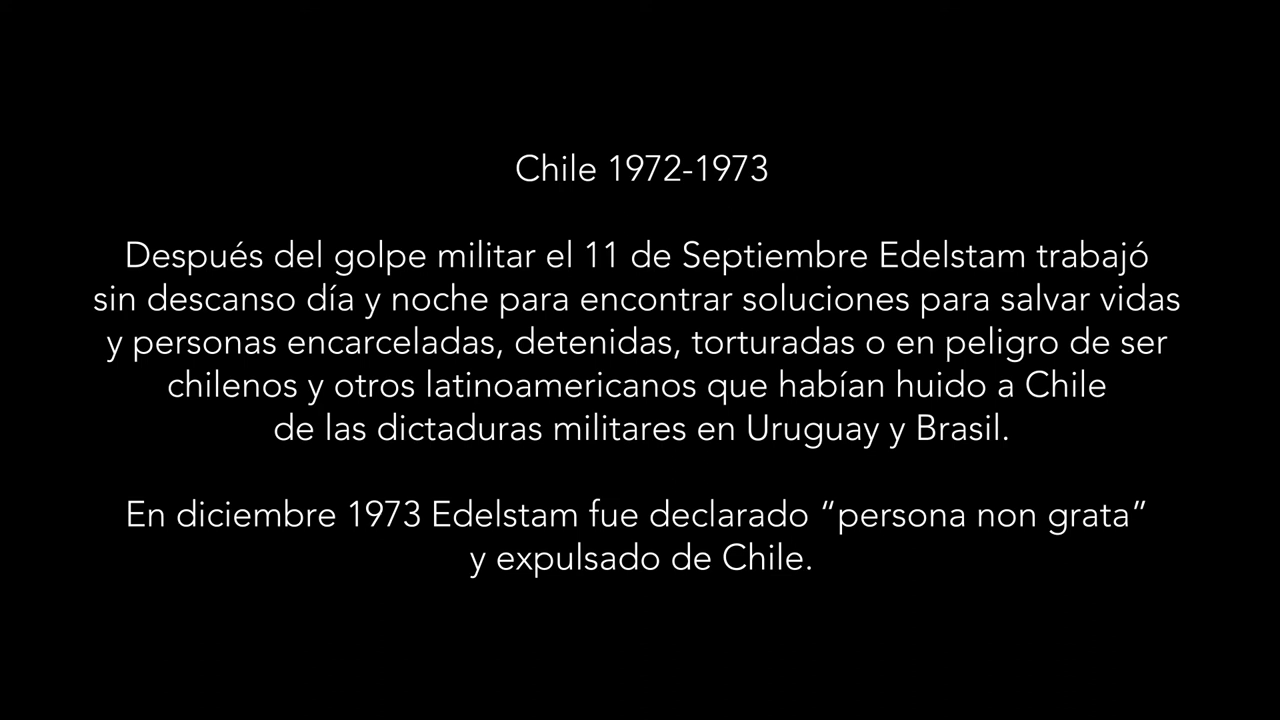 Chile 1972-1973
Después del golpe militar el 11 de Septiembre Edelstam trabajó
sin descanso día y noche para encontrar soluciones para salvar vidas
y personas encarceladas, detenidas, torturadas o en peligro de ser
chilenos y otros latinoamericanos que habían huido a Chile
de las dictaduras militares en Uruguay y Brasil.
En diciembre 1973 Edelstam fue declarado “persona non grata”
y expulsado de Chile.